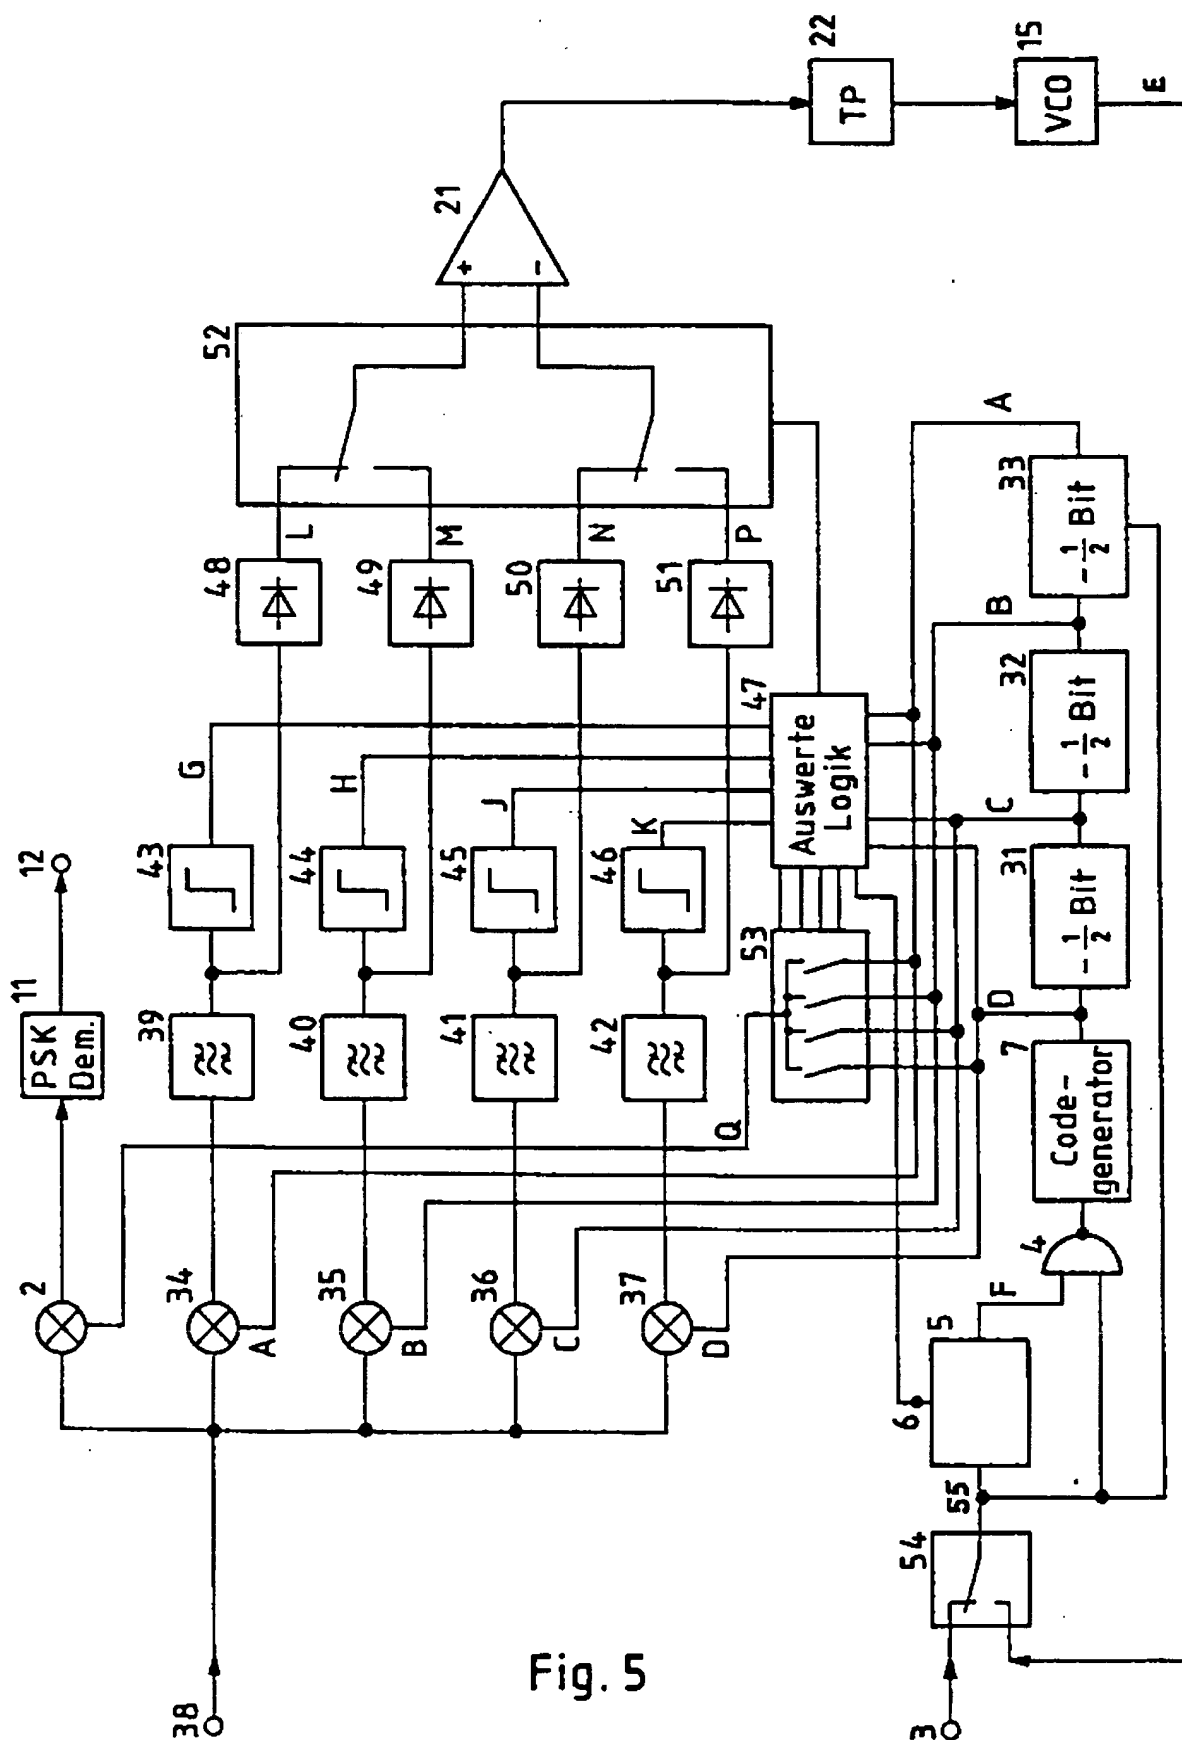 38
2
11
PSK
Dem.
12
34
39
43
G
A
35
40
44
H
B
36
41
45
J
C
37
42
46
K
D
48
L
49
M
50
N
51
P
52
21
+
-
22
TP
15
VCO
E
Q
53
47
Auswerte
Logik
3
54
55
6
5
F
4
7
Code-
generator
D
31
- 1/2 Bit
C
32
- 1/2 Bit
B
33
- 1/2 Bit
A
Fig. 5